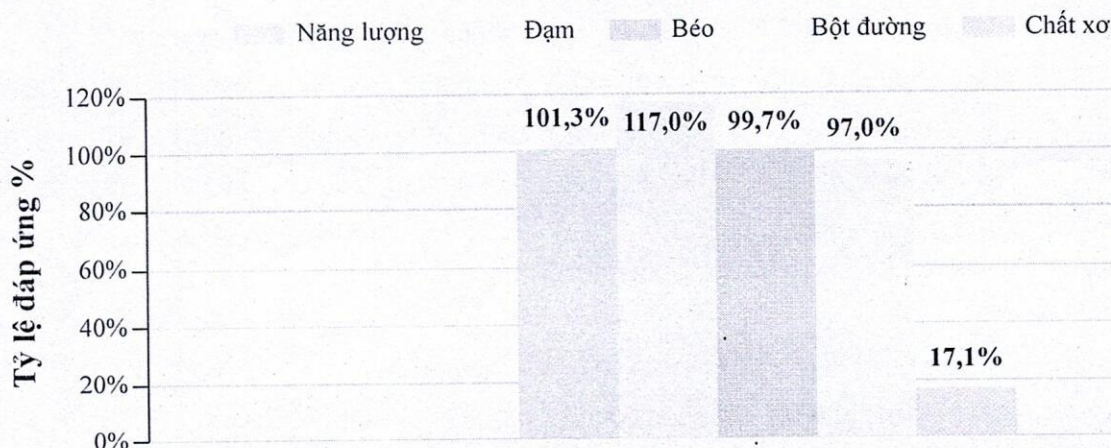 Năng lượng Đạm Béo Bột đường Chất xơ
Tỷ lệ đáp ứng %
120%
100%
80%
60%
40%
20%
0%
101,3% 117,0% 99,7% 97,0%
17,1%